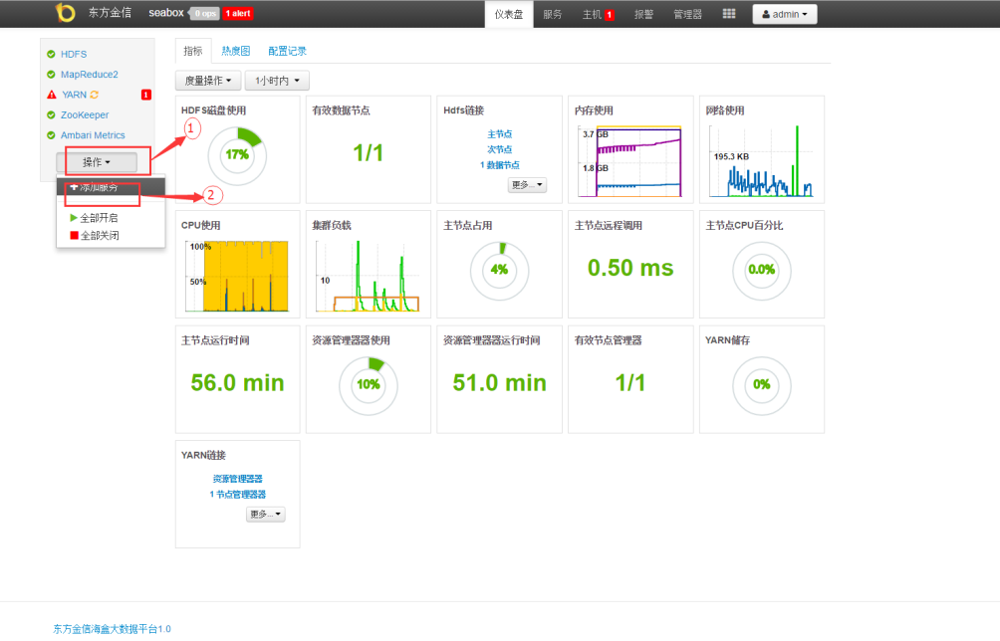 东方金信 seabox 0 ops 1 alert 仪表盘 服务 主机 1 报警 管理器 admin
HDFS
MapReduce2
YARN 1
ZooKeeper
Ambari Metrics
操作
1
添加服务
2
全部开启
全部关闭
指标 热度图 配置记录
度量操作 1小时内
HDFS磁盘使用
17%
有效数据节点
1/1
Hdfs链接
主节点
次节点
1 数据节点
更多...
内存使用
3.7 GB
1.8 GB
网络使用
195.3 KB
CPU使用
100%
50%
集群负载
10
主节点占用
4%
主节点远程调用
0.50 ms
主节点CPU百分比
0.0%
主节点运行时间
56.0 min
资源管理器器使用
10%
资源管理器器运行时间
51.0 min
有效节点管理器
1/1
YARN储存
0%
YARN链接
资源管理器器
1 节点管理器器
更多...
东方金信海盒大数据平台1.0